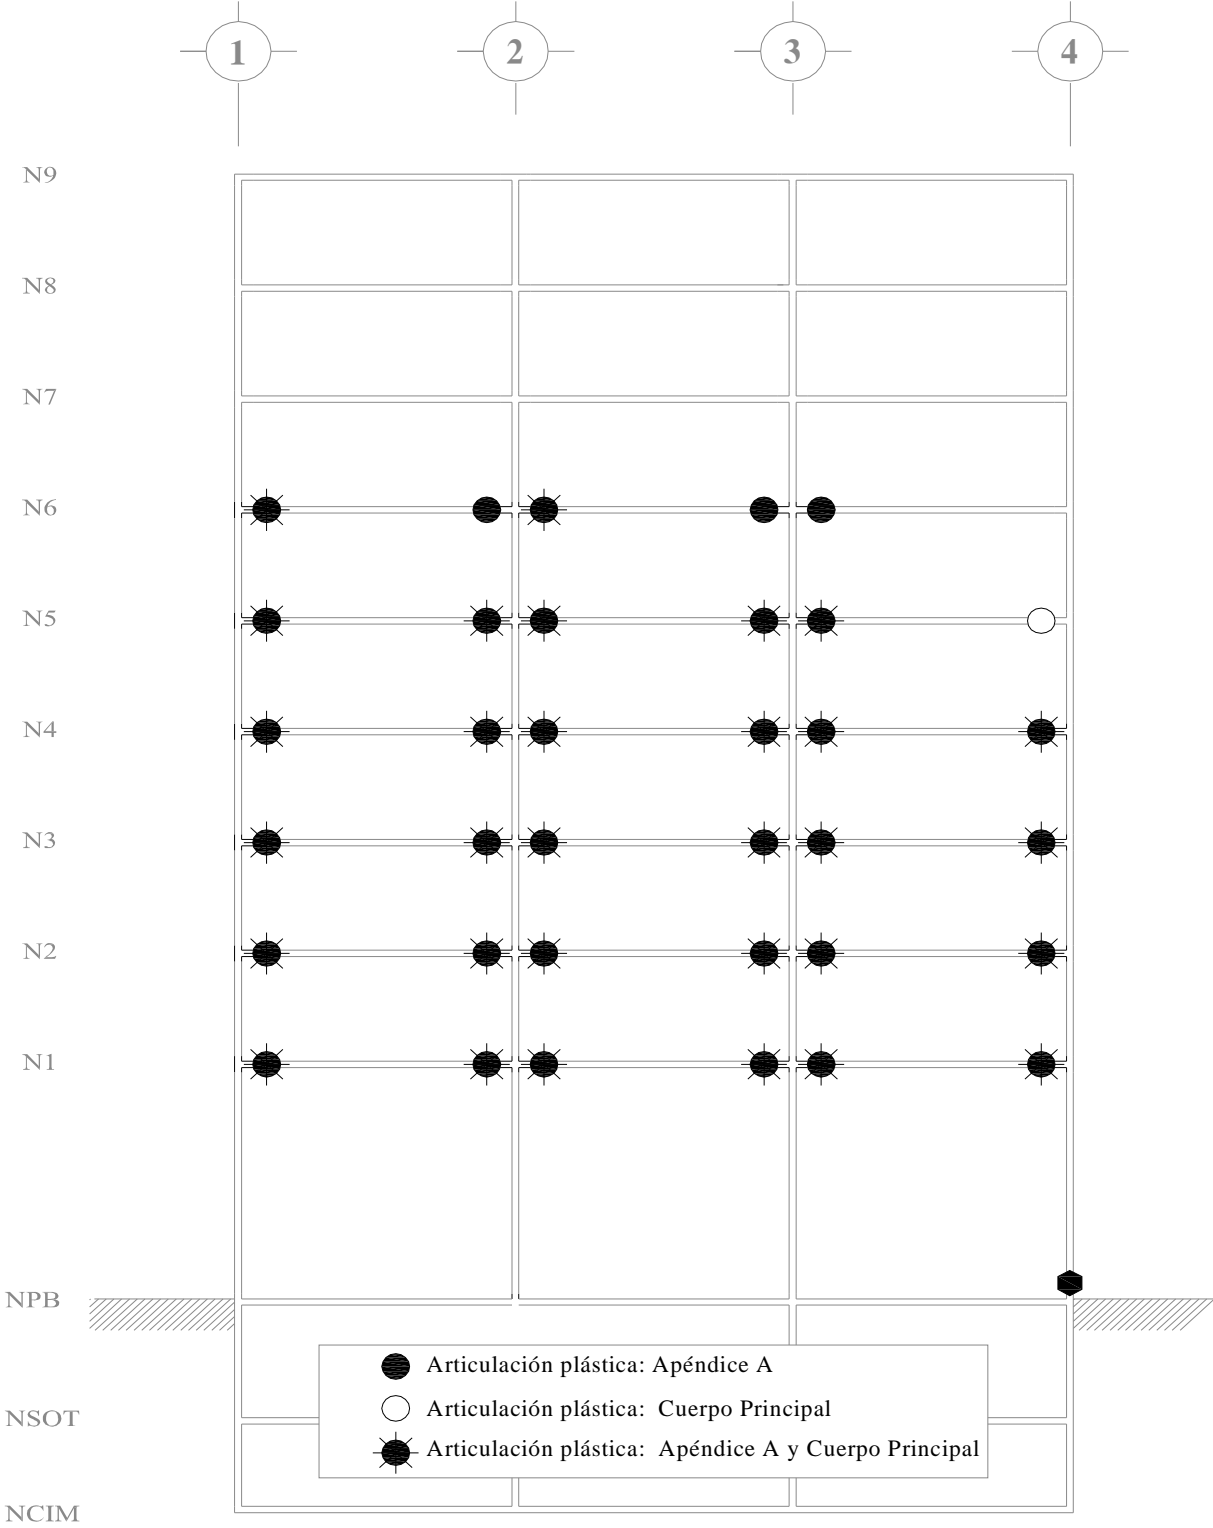 1 2 3 4
N9
N8
N7
N6
N5
N4
N3
N2
N1
NPB
Articulación plástica: Apéndice A
Articulación plástica: Cuerpo Principal
NSOT
Articulación plástica: Apéndice A y Cuerpo Principal
NCIM